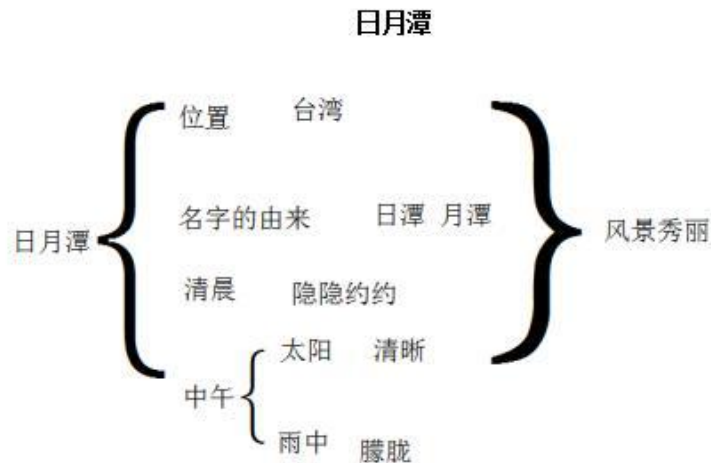 日月潭
位置 台湾
名字的由来 日潭 月潭
日月潭
风景秀丽
清晨 隐隐约约
太阳 清晰
中午
雨中 朦胧